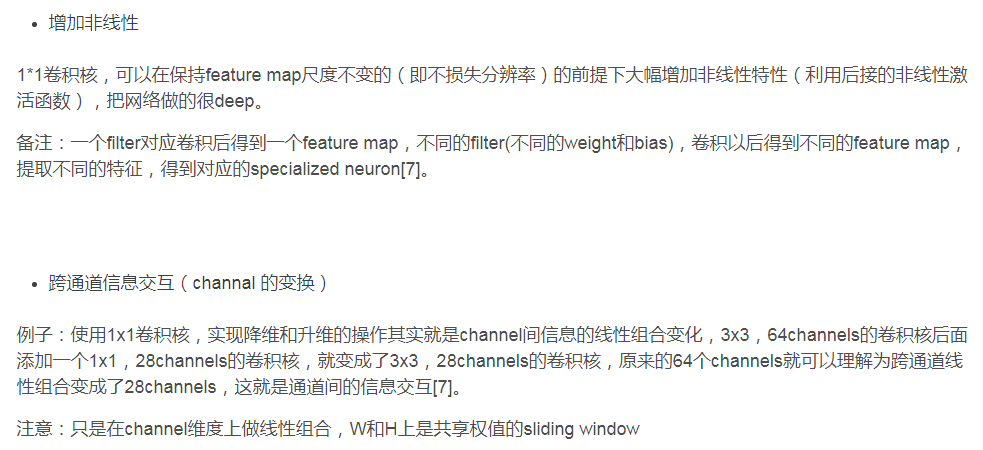 增加非线性
1*1卷积核，可以在保持feature map尺度不变的（即不损失分辨率）的前提下大幅增加非线性特性（利用后接的非线性激
活函数），把网络做的很deep。
备注：一个filter对应卷积后得到一个feature map，不同的filter(不同的weight和bias)，卷积以后得到不同的feature map，
提取不同的特征，得到对应的specialized neuron[7]。
跨通道信息交互（channal 的变换）
例子：使用1x1卷积核，实现降维和升维的操作其实就是channel间信息的线性组合变化，3x3，64channels的卷积核后面
添加一个1x1，28channels的卷积核，就变成了3x3，28channels的卷积核，原来的64个channels就可以理解为跨通道线
性组合变成了28channels，这就是通道间的信息交互[7]。
注意：只是在channel维度上做线性组合，W和H上是共享权值的sliding window